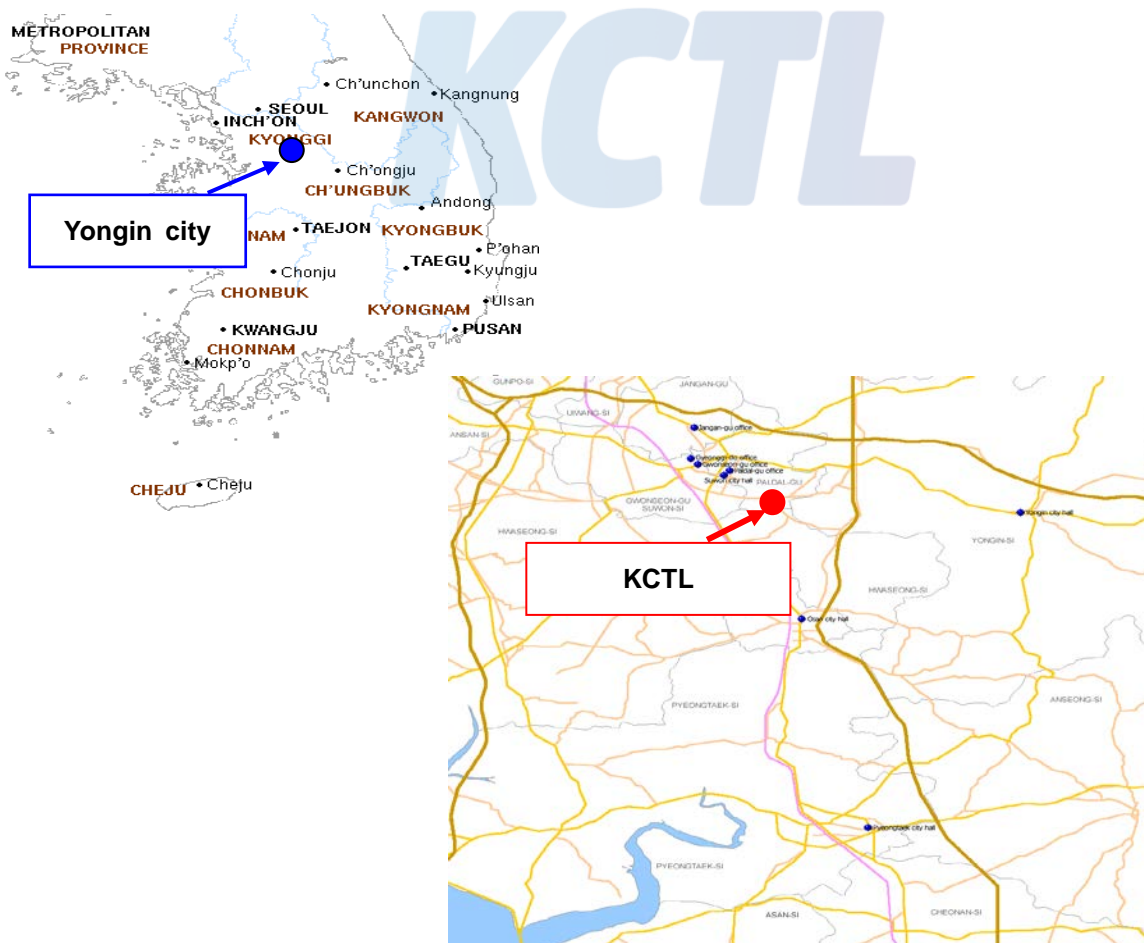 KCTL
METROPOLITAN
PROVINCE
Ch'unchon
Kangnung
SEOUL
KANGWON
INCH'ON
KYONGGI
Ch'ongju
CH'UNGBUK
Yongin city
Andong
NAM
TAEJON
KYONGBUK
P'ohan
TAEGU
Kyungju
Chonju
CHONBUK
Ulsan
KYONGNAM
KWANGJU
PUSAN
CHONNAM
Mokp'o
CHEJU
Cheju
GUNPO-SI
JANGAN-GU
UIWANG-SI
Jangan-gu office
ANSAN-SI
Gyeonggi-do office
Gwonseon-gu office
Paldal-gu office
Suwon city hall
PALDAL-GU
GWONSEON-GU
SUWON-SI
HWASEONG-SI
Yongin city hall
YONGIN-SI
KCTL
HWASEONG-SI
Osan city hall
PYEONGTAEK-SI
ANSEONG-SI
Pyeongtaek city hall
PYEONGTAEK-SI
ASAN-SI
CHEONAN-SI